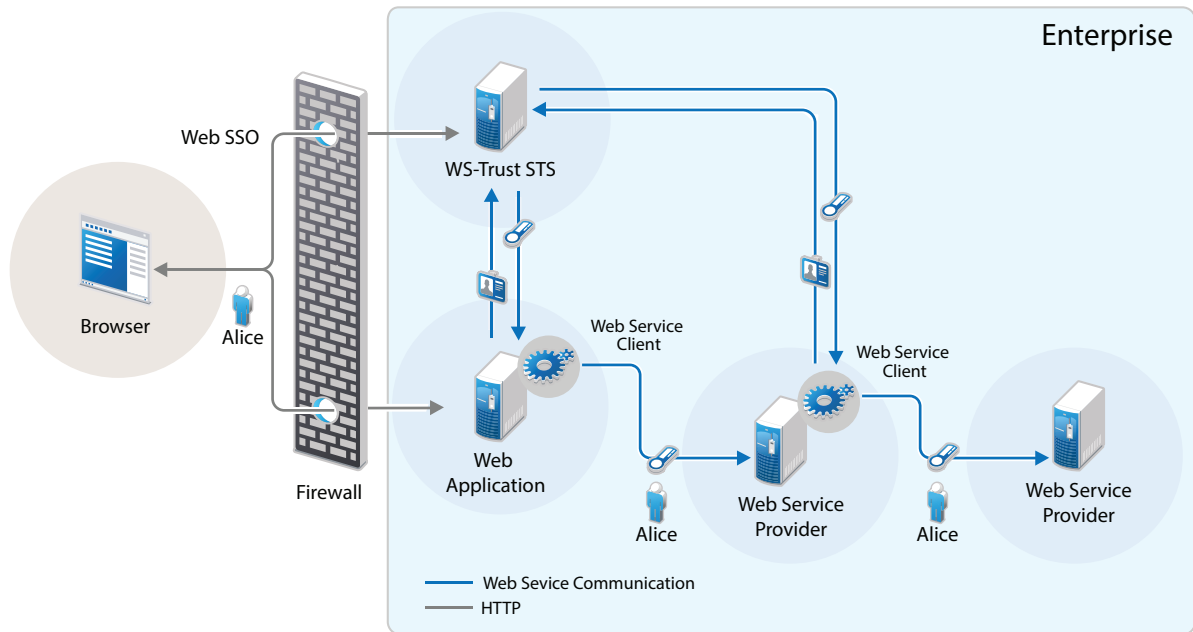 Enterprise
Web SSO
WS-Trust STS
Browser
Alice
Firewall
Web
Application
Web Service
Client
Alice
Web Service
Provider
Web Service
Client
Alice
Web Service
Provider
Web Sevice Communication
HTTP